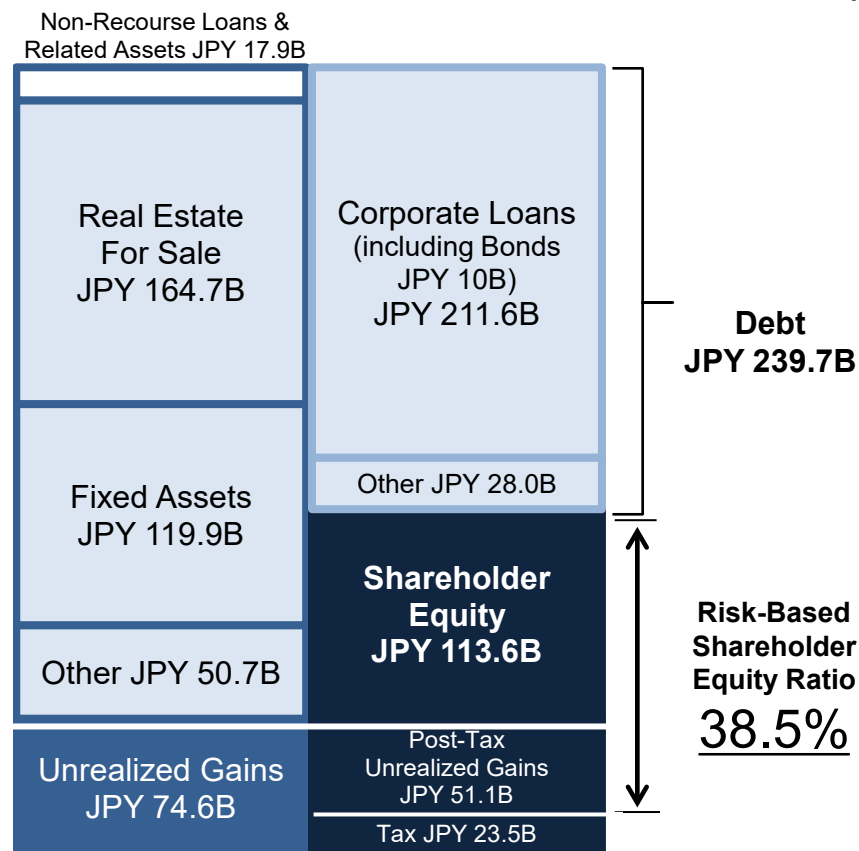 Non-Recourse Loans &
Related Assets JPY 17.9B
Real Estate
For Sale
JPY 164.7B
Fixed Assets
JPY 119.9B
Other JPY 50.7B
Unrealized Gains
JPY 74.6B
Corporate Loans
(including Bonds
JPY 10B)
JPY 211.6B
Other JPY 28.0B
Shareholder
Equity
JPY 113.6B
Post-Tax
Unrealized Gains
JPY 51.1B
Tax JPY 23.5B
Debt
JPY 239.7B
Risk-Based
Shareholder
Equity Ratio
38.5%